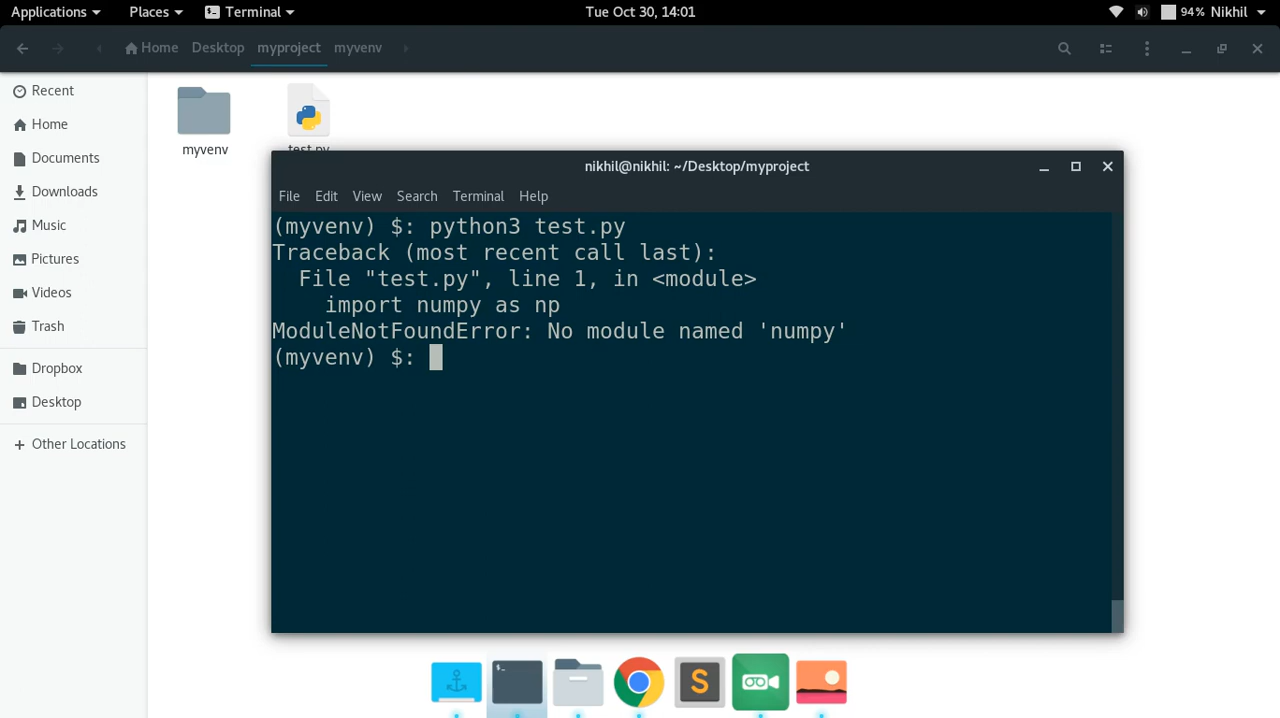 Applications Places Terminal Tue Oct 30, 14:01 94% Nikhil
Home Desktop myproject myvenv
Recent
Home
Documents
Downloads
Music
Pictures
Videos
Trash
Dropbox
Desktop
Other Locations
myvenv test.py
nikhil@nikhil: ~/Desktop/myproject
File Edit View Search Terminal Help
(myvenv) $: python3 test.py
Traceback (most recent call last):
  File "test.py", line 1, in <module>
    import numpy as np
ModuleNotFoundError: No module named 'numpy'
(myvenv) $: